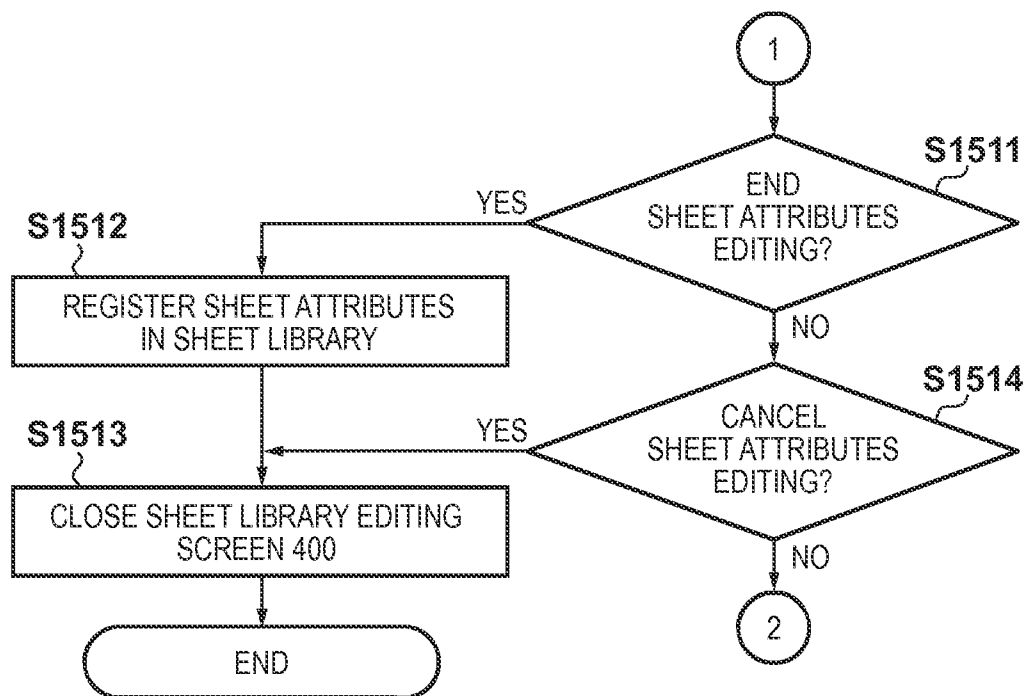 1
S1511
END
SHEET ATTRIBUTES
EDITING?
YES
NO
S1512
REGISTER SHEET ATTRIBUTES
IN SHEET LIBRARY
S1514
CANCEL
SHEET ATTRIBUTES
EDITING?
YES
NO
S1513
CLOSE SHEET LIBRARY EDITING
SCREEN 400
END
2